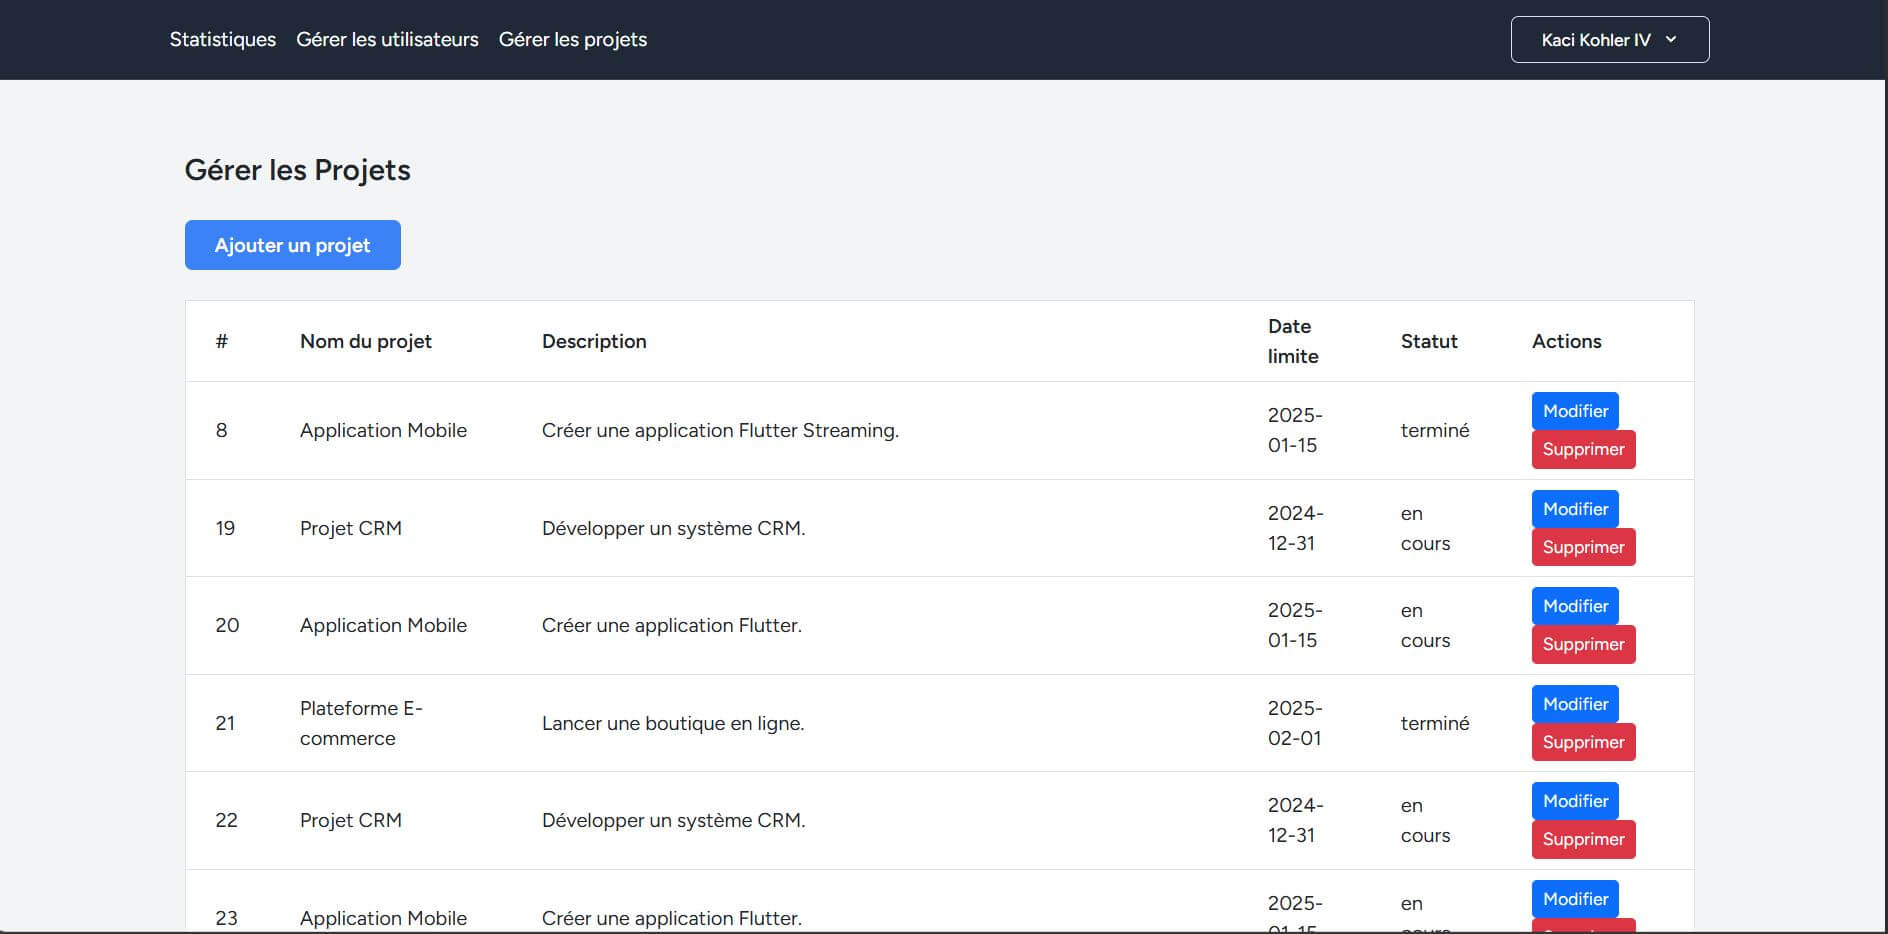 Statistiques Gérer les utilisateurs Gérer les projets Kaci Kohler IV
Gérer les Projets
Ajouter un projet
# Nom du projet Description Date limite Statut Actions
8 Application Mobile Créer une application Flutter Streaming. 2025-01-15 terminé Modifier Supprimer
19 Projet CRM Développer un système CRM. 2024-12-31 en cours Modifier Supprimer
20 Application Mobile Créer une application Flutter. 2025-01-15 en cours Modifier Supprimer
21 Plateforme E-commerce Lancer une boutique en ligne. 2025-02-01 terminé Modifier Supprimer
22 Projet CRM Développer un système CRM. 2024-12-31 en cours Modifier Supprimer
23 Application Mobile Créer une application Flutter. 2025-01-15 en cours Modifier